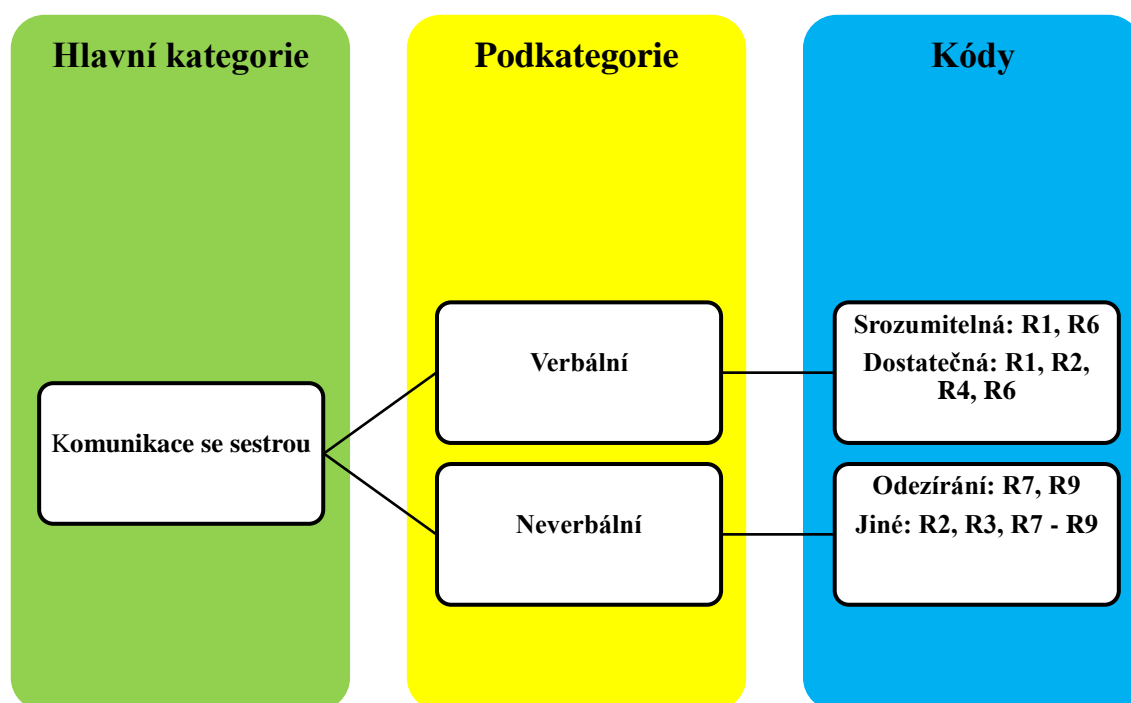 Hlavní kategorie
Podkategorie
Kódy
Komunikace se sestrou
Verbální
Neverbální
Srozumitelná: R1, R6
Dostatečná: R1, R2,
R4, R6
Odezírání: R7, R9
Jiné: R2, R3, R7 - R9